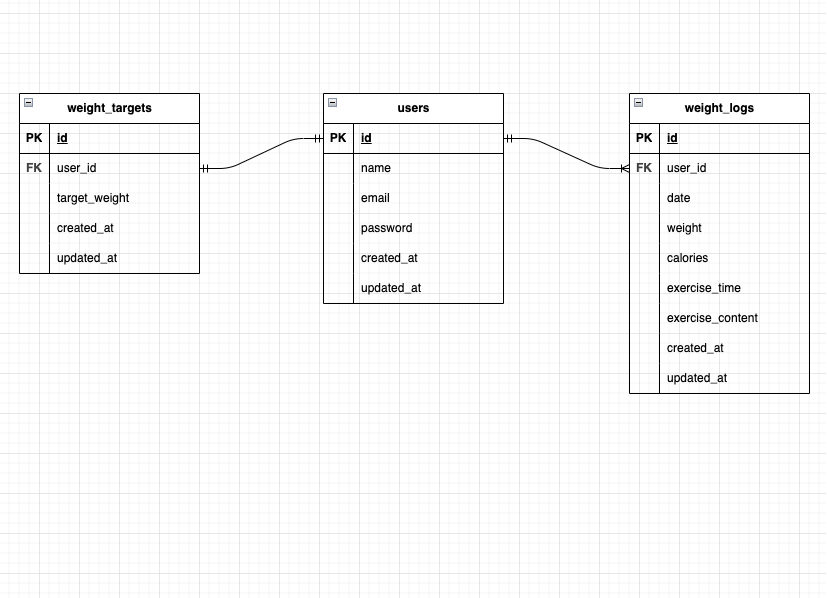 weight_targets
PK id
FK user_id
target_weight
created_at
updated_at
users
PK id
name
email
password
created_at
updated_at
weight_logs
PK id
FK user_id
date
weight
calories
exercise_time
exercise_content
created_at
updated_at